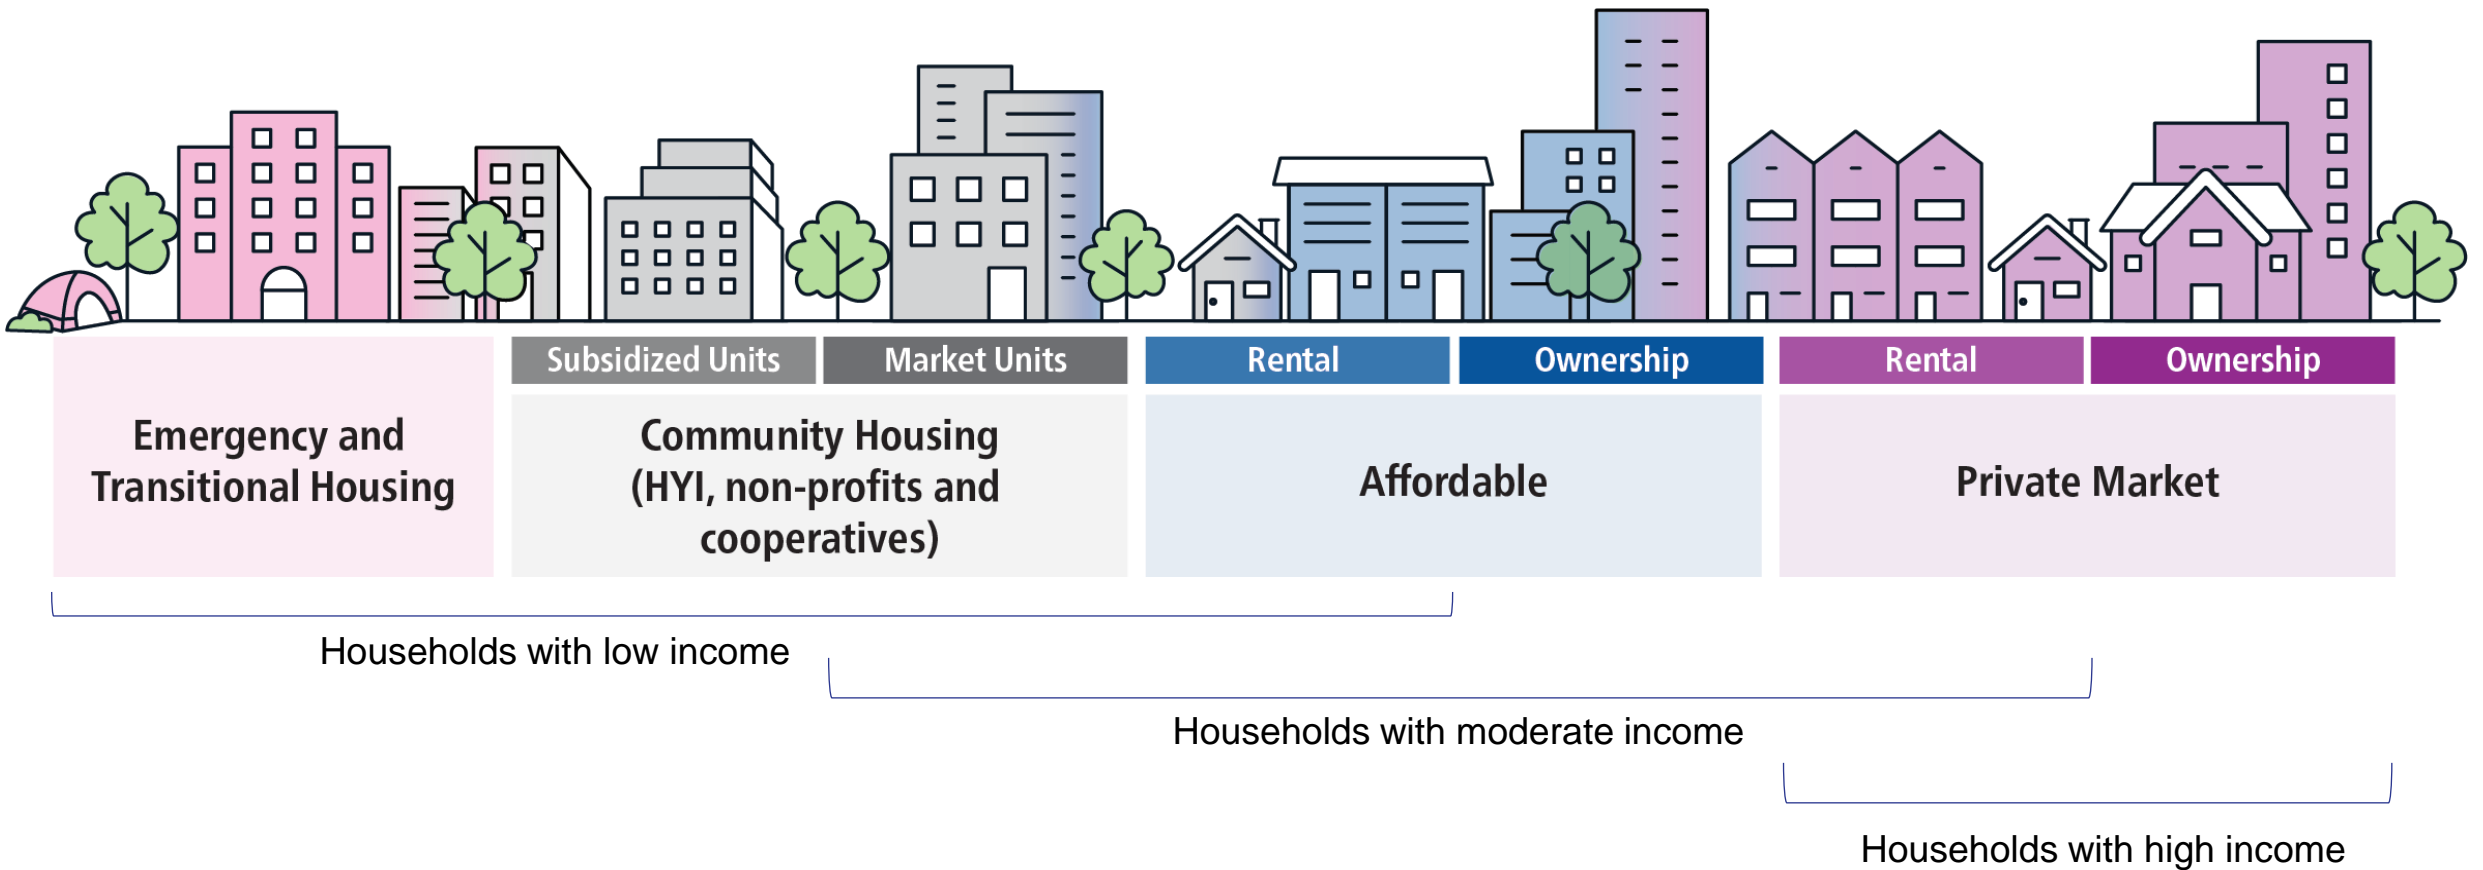 Subsidized Units
Market Units
Rental
Ownership
Rental
Ownership
Emergency and
Transitional Housing
Community Housing
(HYI, non-profits and
cooperatives)
Affordable
Private Market
Households with low income
Households with moderate income
Households with high income